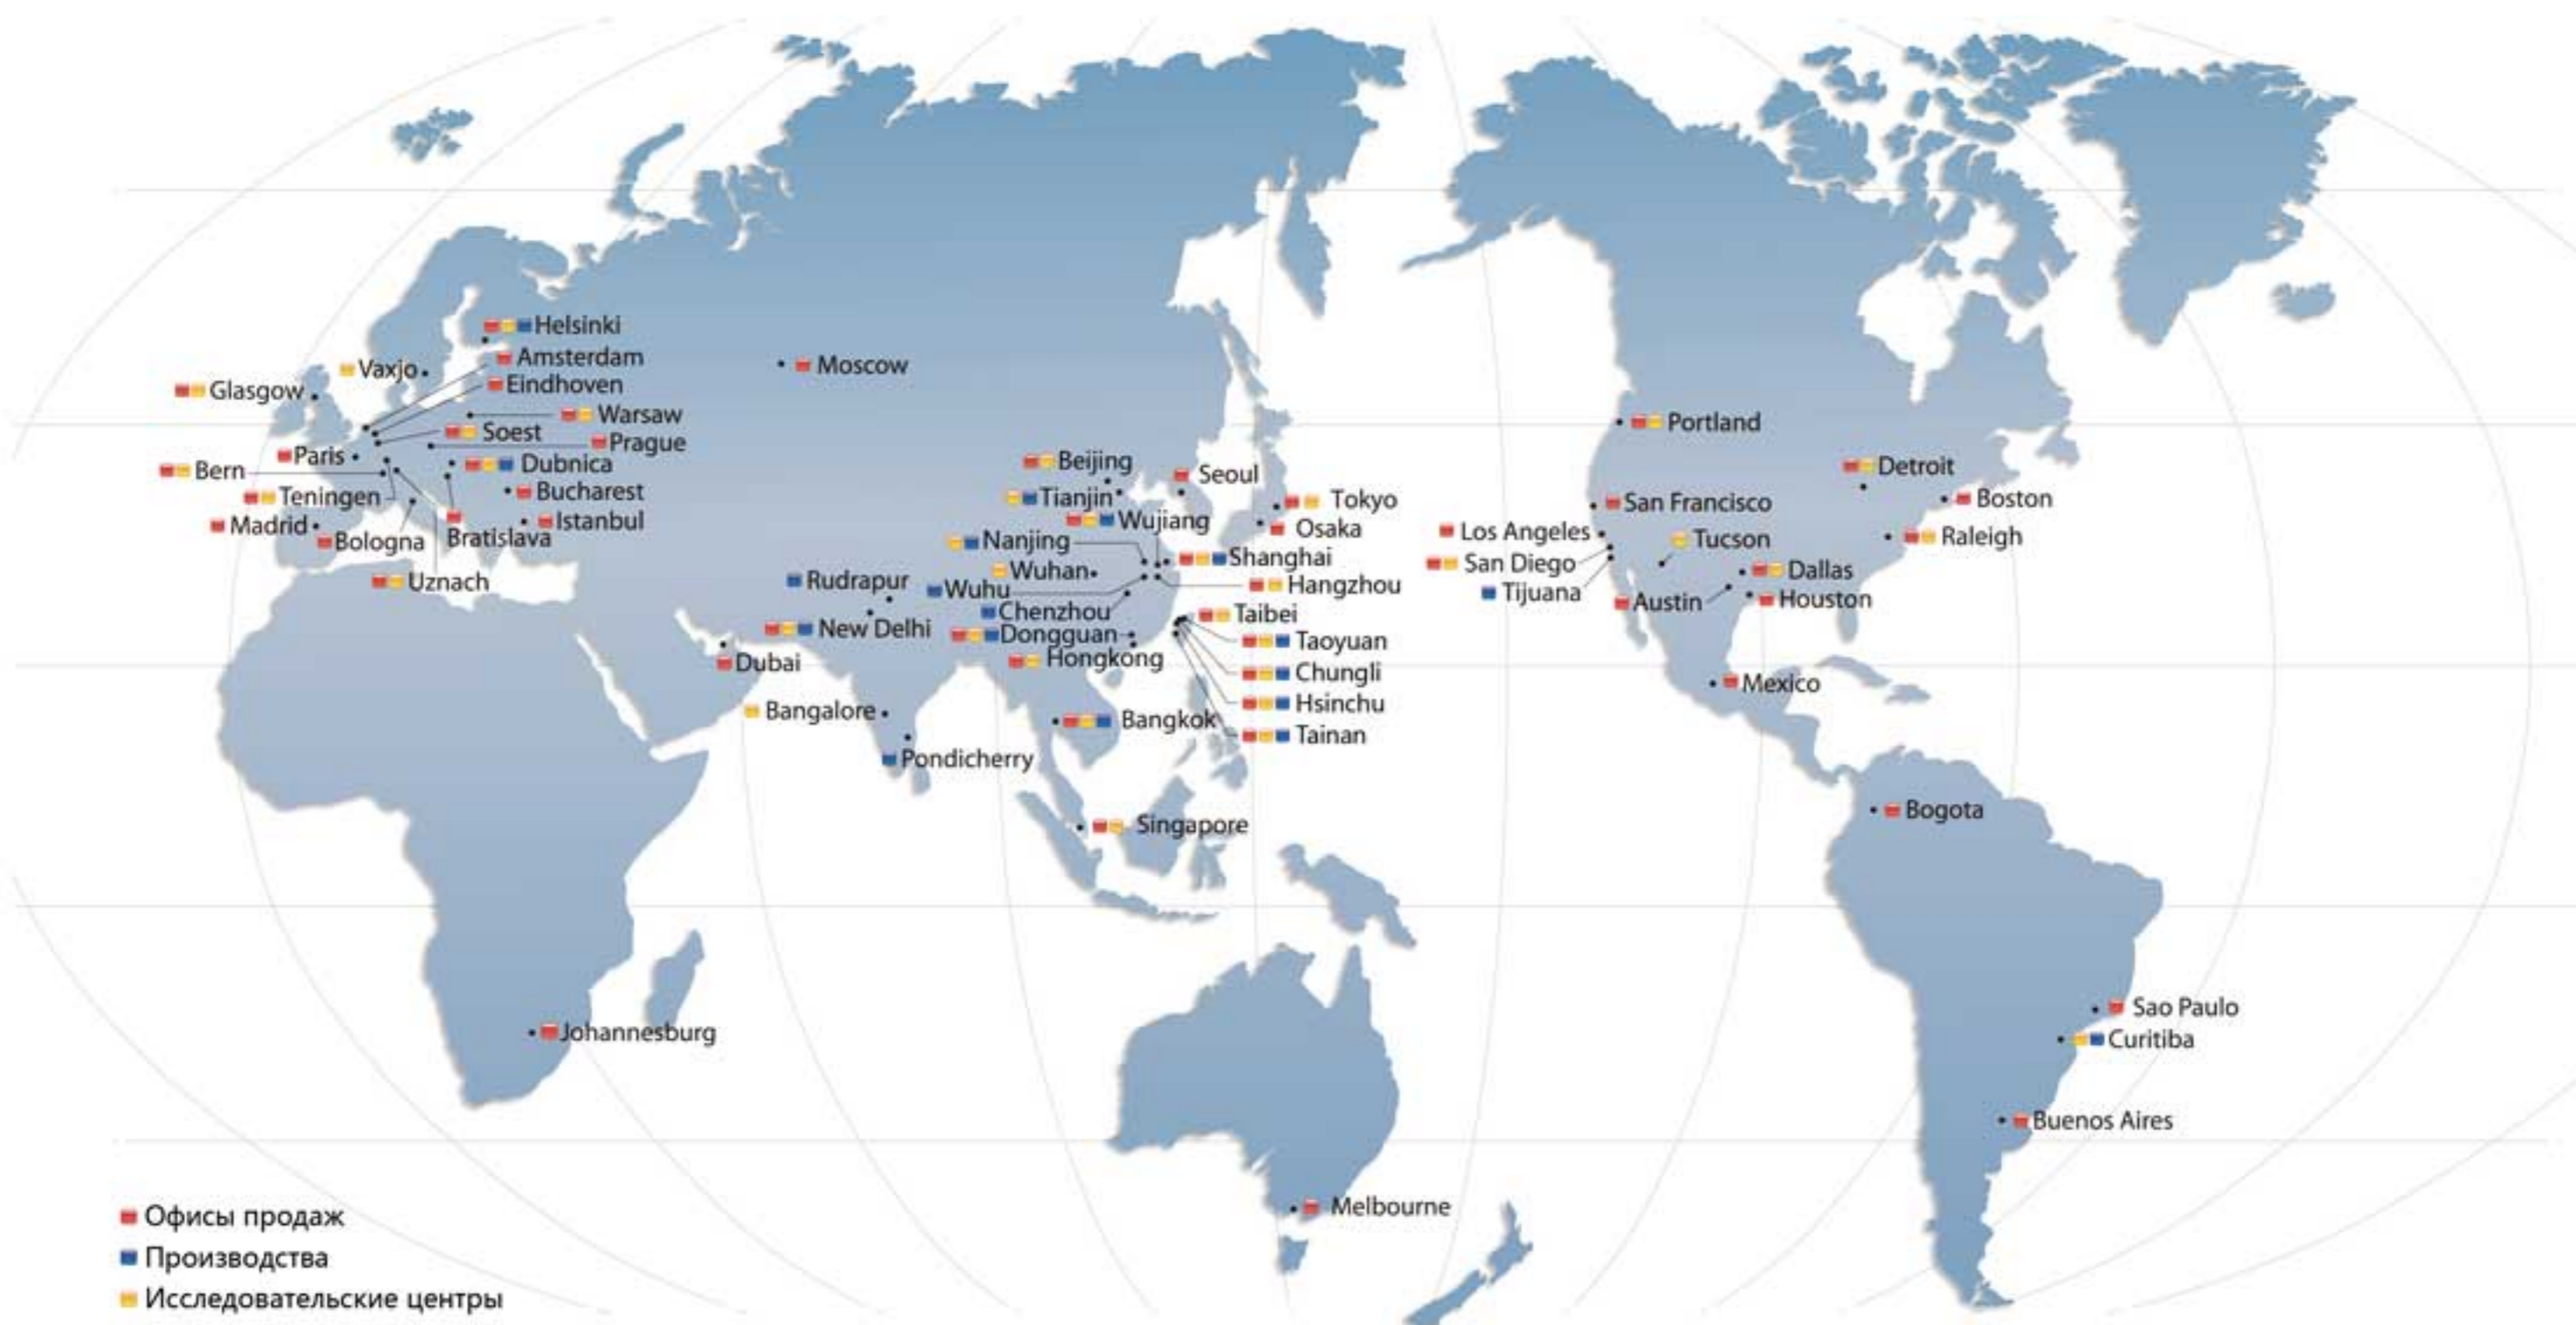 Helsinki
Amsterdam
Vaxjo
Eindhoven
Glasgow
Warsaw
Soest
Prague
Paris
Dubnica
Bern
Bucharest
Teningen
Istanbul
Madrid
Bologna
Bratislava
Uznach
Moscow
Beijing
Seoul
Tianjin
Tokyo
Wujiang
Osaka
Nanjing
Shanghai
Wuhan
Hangzhou
Rudrapur
Wuhu
Chenzhou
Taibei
New Delhi
Dongguan
Taoyuan
Hongkong
Dubai
Chungli
Hsinchu
Bangalore
Bangkok
Tainan
Pondicherry
Singapore
Johannesburg
Melbourne
Portland
Detroit
San Francisco
Boston
Los Angeles
Tucson
Raleigh
San Diego
Dallas
Tijuana
Austin
Houston
Mexico
Bogota
Sao Paulo
Curitiba
Buenos Aires
Офисы продаж
Производства
Исследовательские центры